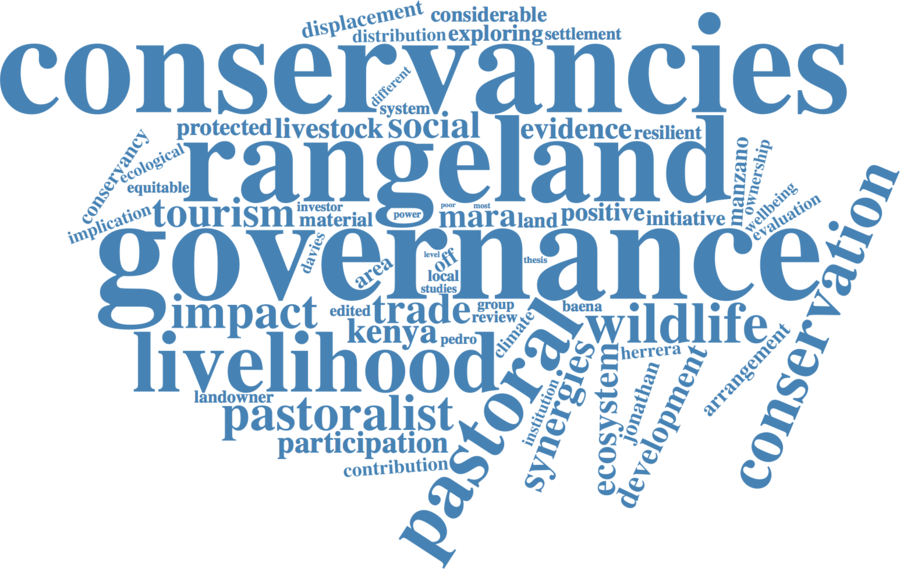 displacement considerable
distribution exploring settlement
conservancies
different
system
protected livestock social evidence resilient
conservancy
ecological
rangeland
equitable
manzano
ownership
implication
tourism
investor
material
power
poor most
mara land positive initiative
wellbeing
evaluation
governance
davies
area
level off
local
studies
thesis
conservation
impact
edited trade group
review
baena
wildlife
kenya pedro
climate
pastoral
livelihood
synergies
herrera
ecosystem
jonathan
development
arrangement
institution
landowner
pastoralist
participation
contribution